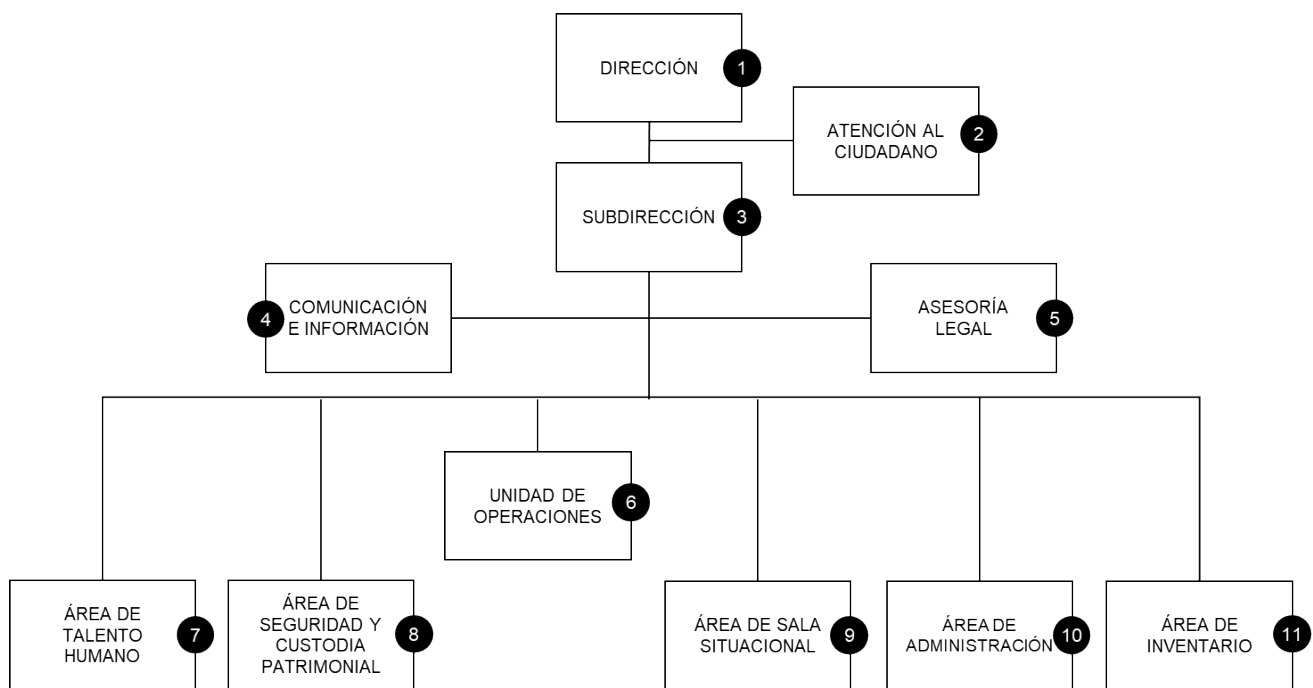 DIRECCIÓN
1
ATENCIÓN AL
CIUDADANO
2
SUBDIRECCIÓN
3
COMUNICACIÓN
E INFORMACIÓN
4
ASESORÍA
LEGAL
5
UNIDAD DE
OPERACIONES
6
ÁREA DE
TALENTO
HUMANO
7
ÁREA DE
SEGURIDAD Y
CUSTODIA
PATRIMONIAL
8
ÁREA DE SALA
SITUACIONAL
9
ÁREA DE
ADMINISTRACIÓN
10
ÁREA DE
INVENTARIO
11